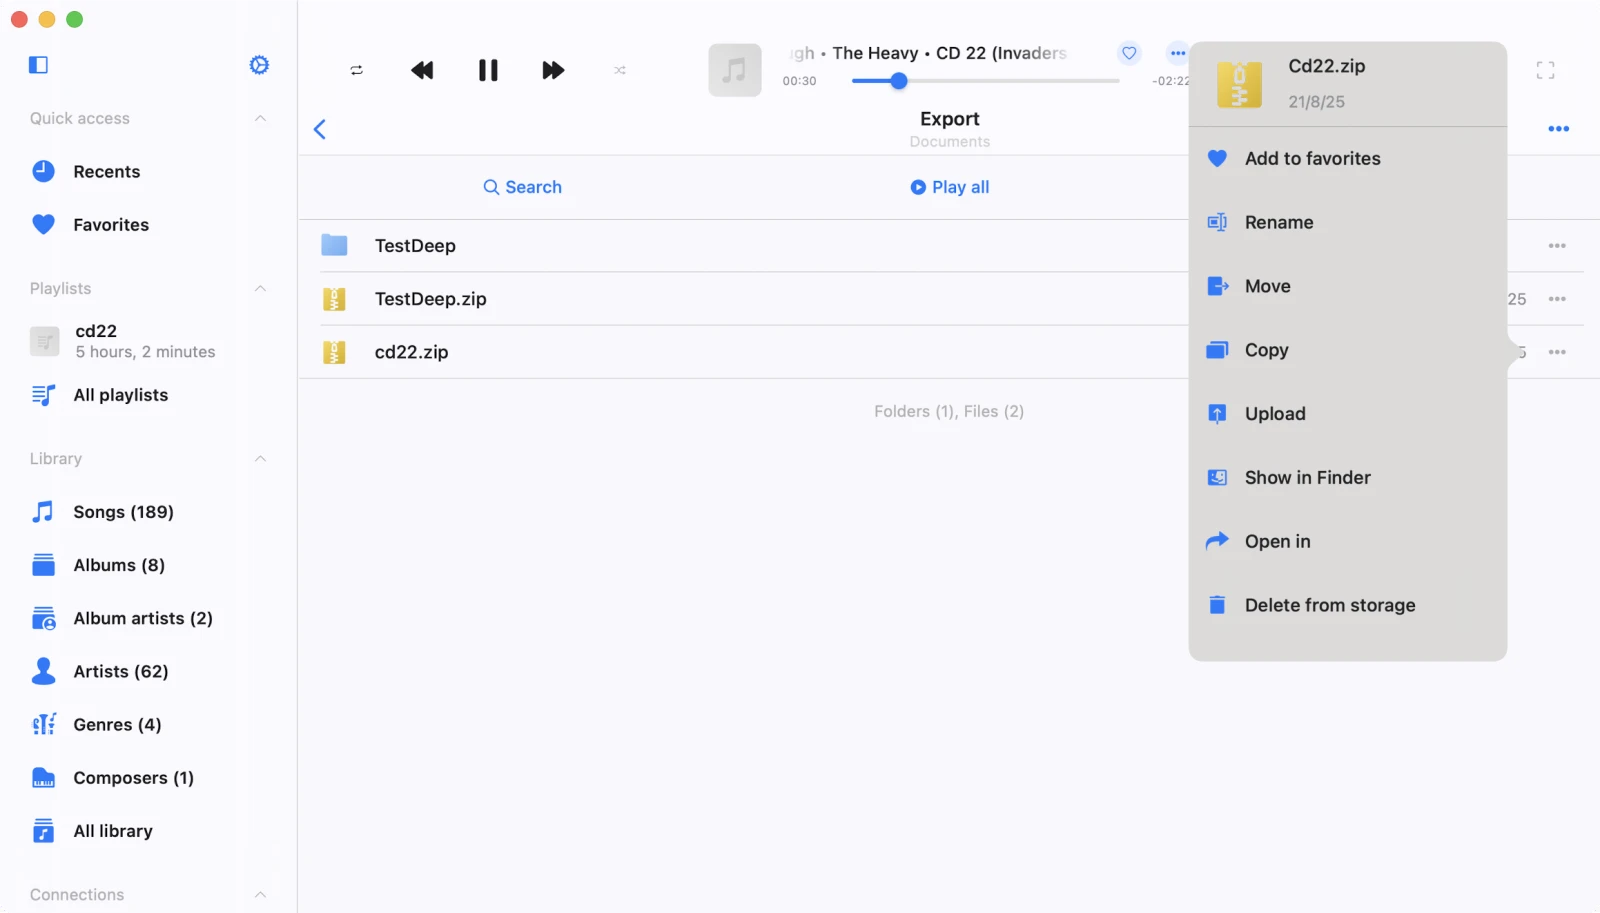 Quick access
Recents
Favorites
Playlists
cd22
5 hours, 2 minutes
All playlists
Library
Songs (189)
Albums (8)
Album artists (2)
Artists (62)
Genres (4)
Composers (1)
All library
Connections
gh • The Heavy • CD 22 (Invaders
00:30
-02:22
Export
Documents
Search
Play all
TestDeep
TestDeep.zip
25
cd22.zip
5
Folders (1), Files (2)
Cd22.zip
21/8/25
Add to favorites
Rename
Move
Copy
Upload
Show in Finder
Open in
Delete from storage